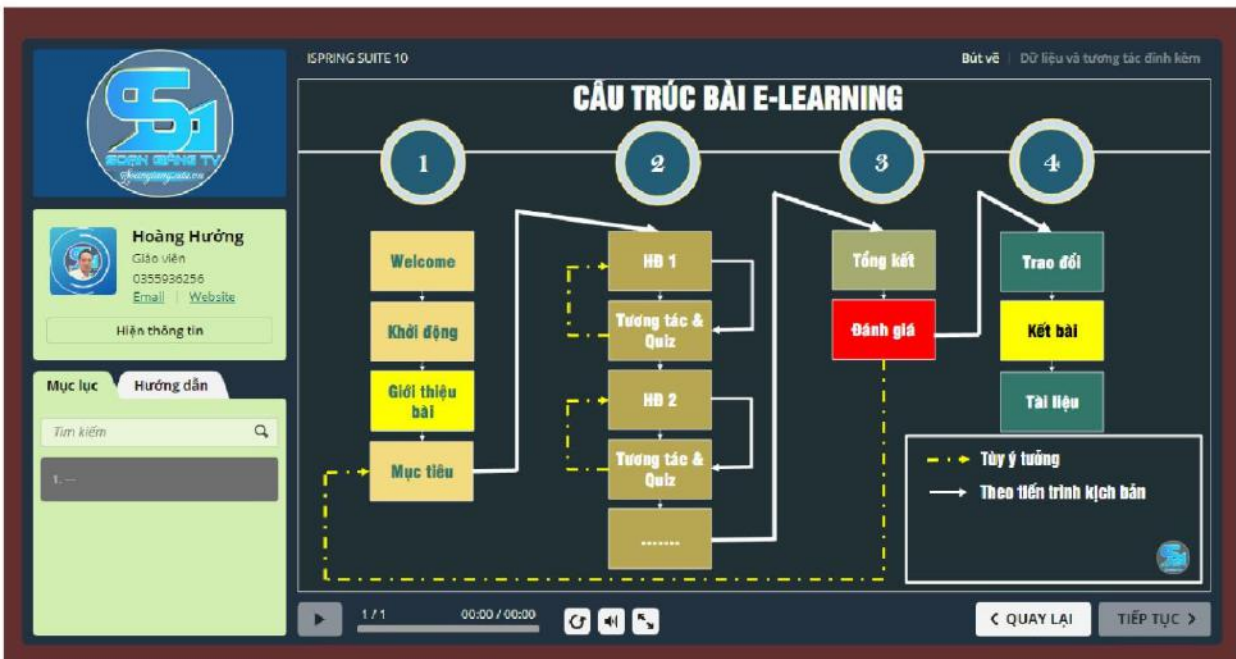 ISPRING SUITE 10
Bút vẽ | Dữ liệu và tương tác đính kèm
SOẠN GIẢNG TV
Hoàng Hưởng
Giáo viên
0355936256
Email | Website
Hiện thông tin
Mục lục
Hướng dẫn
Tìm kiếm
1. --
CẤU TRÚC BÀI E-LEARNING
1
2
3
4
Welcome
Khởi động
Giới thiệu
bài
Mục tiêu
HĐ 1
Tương tác &
Quiz
HĐ 2
Tương tác &
Quiz
.......
Tổng kết
Đánh giá
Trao đổi
Kết bài
Tài liệu
Tùy ý tưởng
Theo tiến trình kịch bản
1 / 1
00:00 / 00:00
QUAY LẠI
TIẾP TỤC